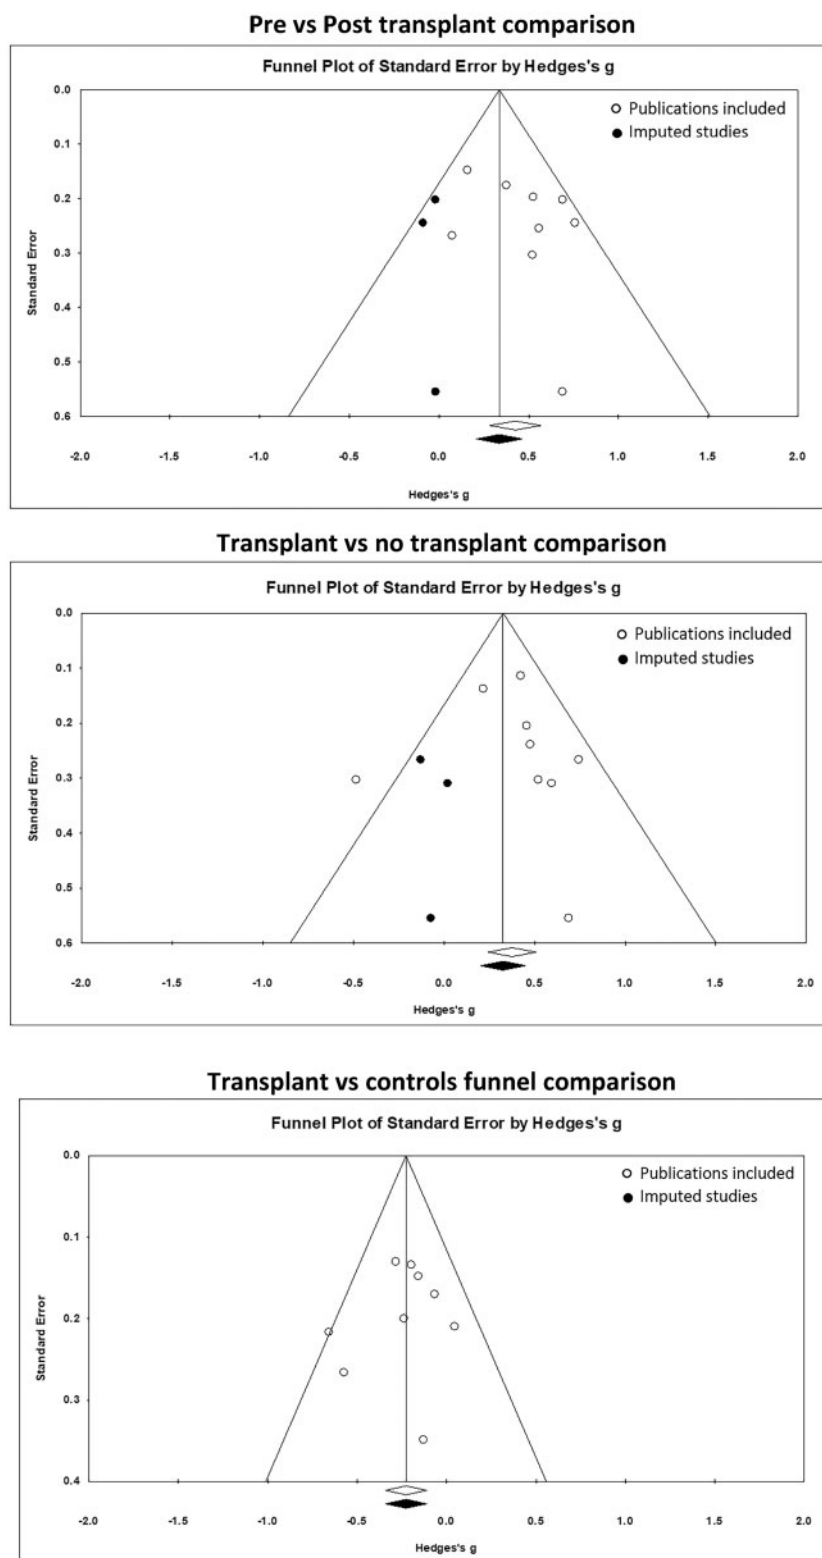 Pre vs Post transplant comparison
Funnel Plot of Standard Error by Hedges's g
0.0
Publications included
Imputed studies
0.1
0.2
0.3
0.4
0.5
0.6
Standard Error
-2.0 -1.5 -1.0 -0.5 0.0 0.5 1.0 1.5 2.0
Hedges's g
Transplant vs no transplant comparison
Funnel Plot of Standard Error by Hedges's g
0.0
Publications included
Imputed studies
0.1
0.2
0.3
0.4
0.5
0.6
Standard Error
-2.0 -1.5 -1.0 -0.5 0.0 0.5 1.0 1.5 2.0
Hedges's g
Transplant vs controls funnel comparison
Funnel Plot of Standard Error by Hedges's g
0.0
Publications included
Imputed studies
0.1
0.2
0.3
0.4
Standard Error
-2.0 -1.5 -1.0 -0.5 0.0 0.5 1.0 1.5 2.0
Hedges's g